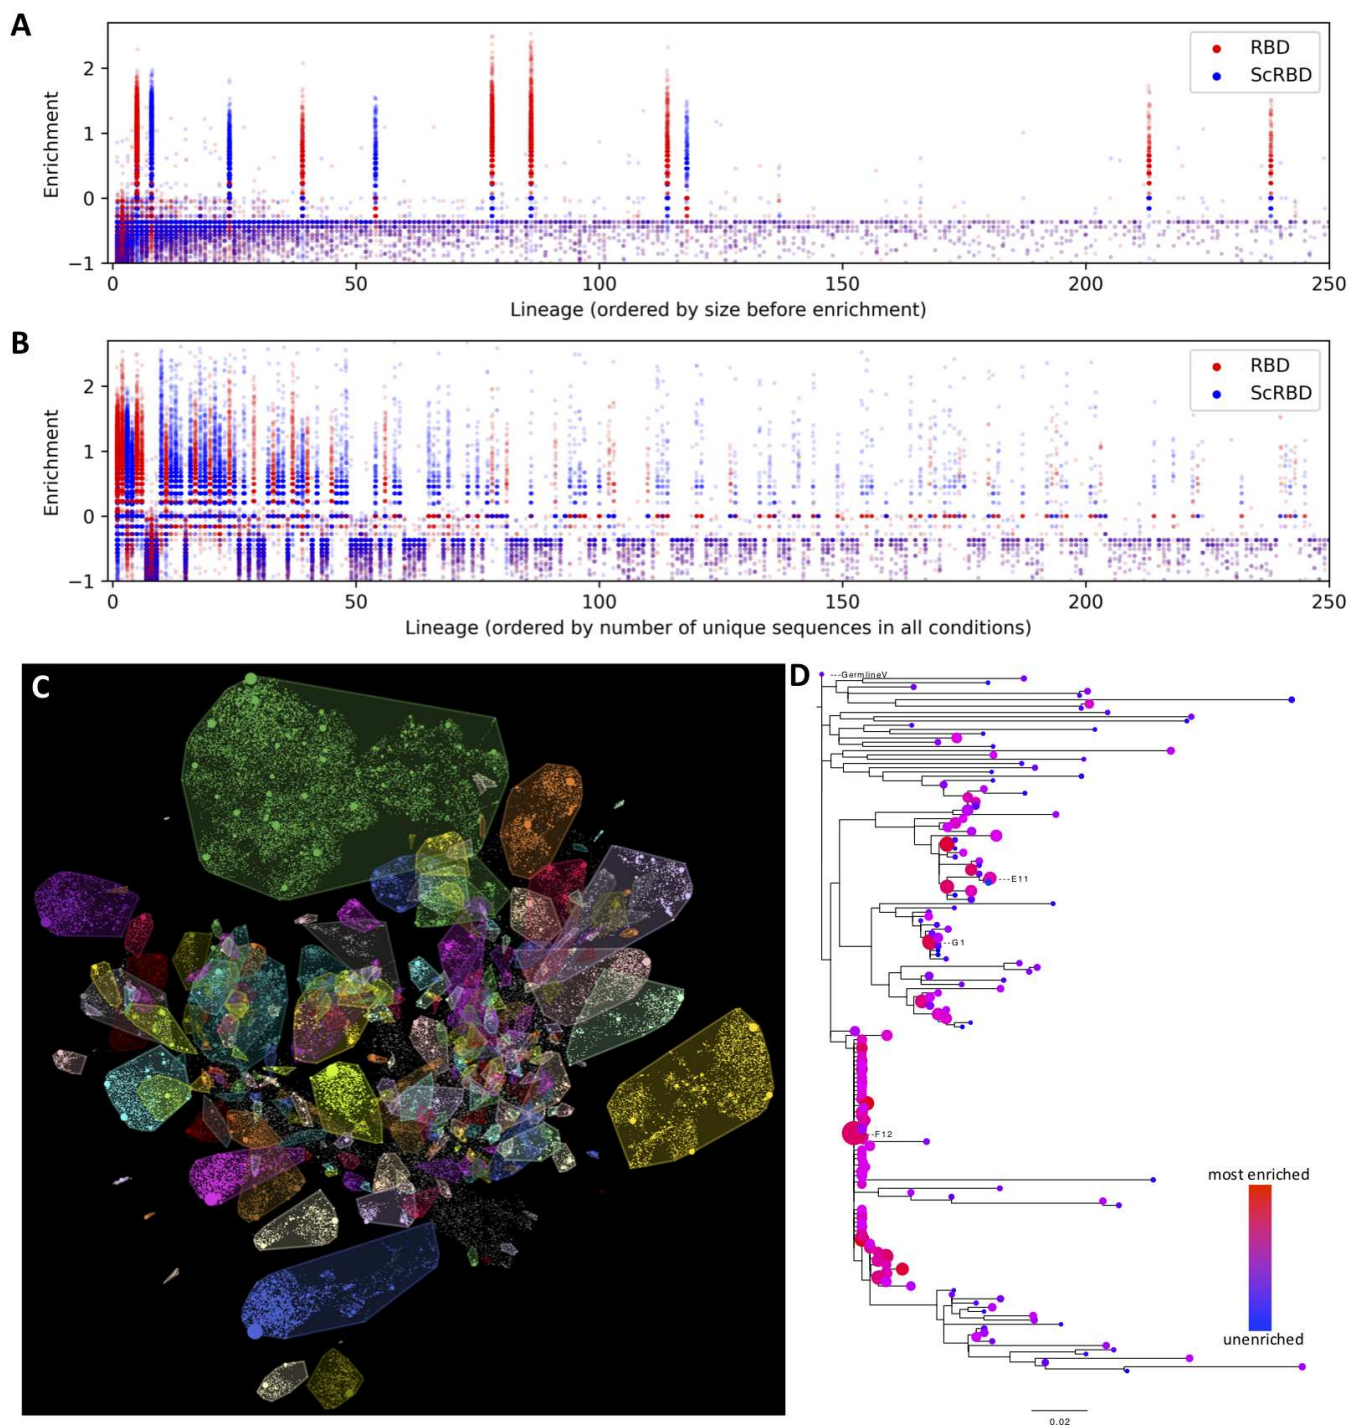 A
Enrichment
2
1
0
−1
RBD
ScRBD
0
50
100
150
200
250
Lineage (ordered by size before enrichment)
B
Enrichment
2
1
0
−1
RBD
ScRBD
0
50
100
150
200
250
Lineage (ordered by number of unique sequences in all conditions)
C
D
---GermlineV
---E11
--G1
--F12
most enriched
unenriched
0.02